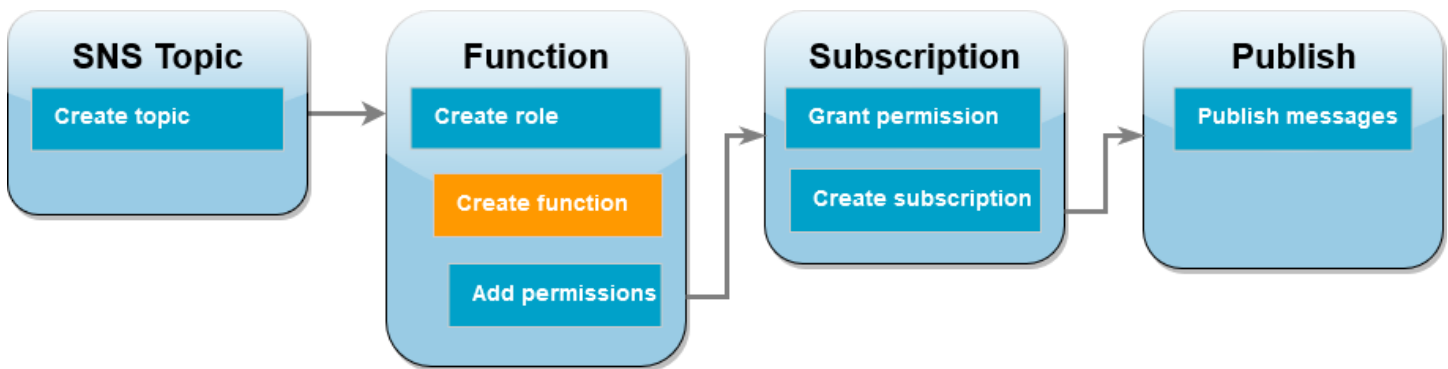 SNS Topic
Create topic
Function
Create role
Create function
Add permissions
Subscription
Grant permission
Create subscription
Publish
Publish messages